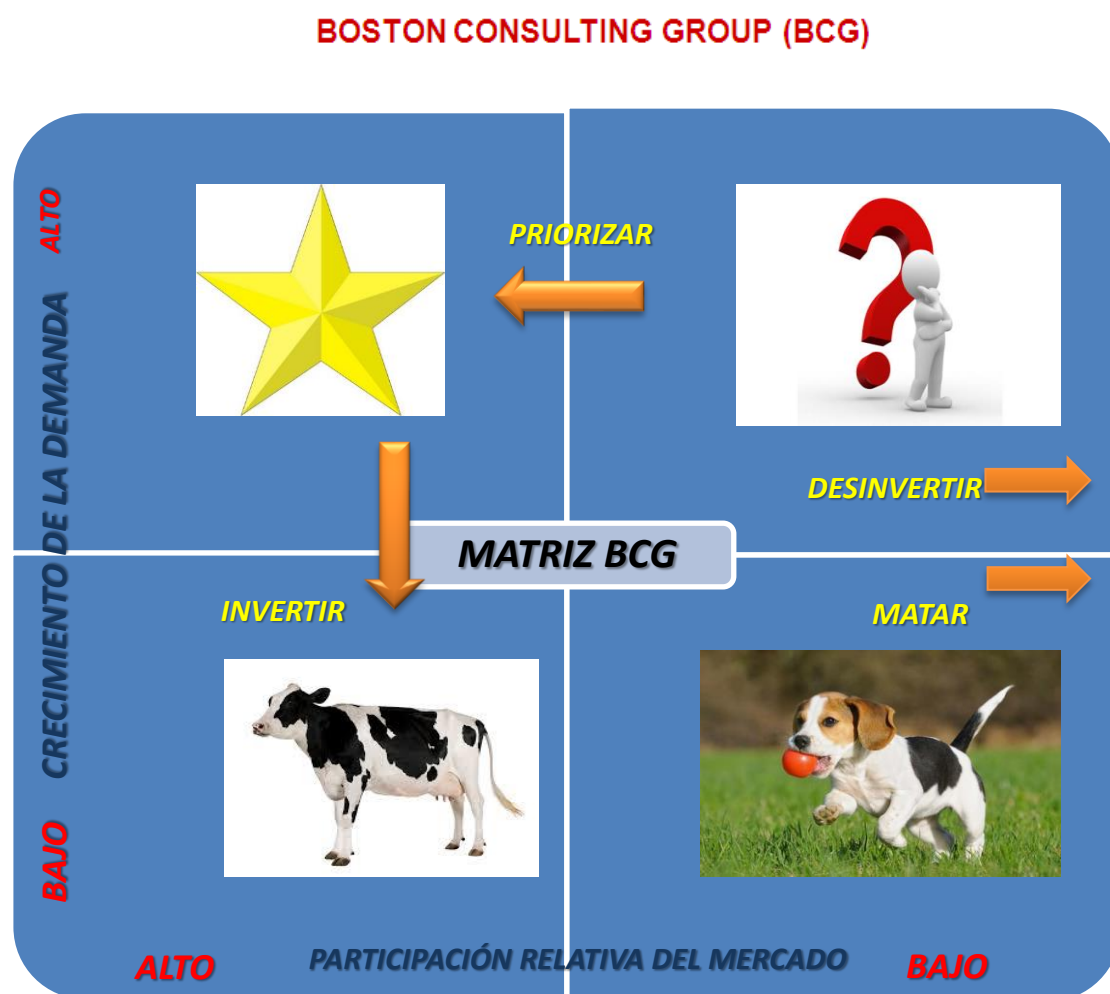 BOSTON CONSULTING GROUP (BCG)
ALTO
PRIORIZAR
CRECIMIENTO DE LA DEMANDA
DESINVERTIR
MATRIZ BCG
INVERTIR
MATAR
BAJO
ALTO
PARTICIPACIÓN RELATIVA DEL MERCADO
BAJO